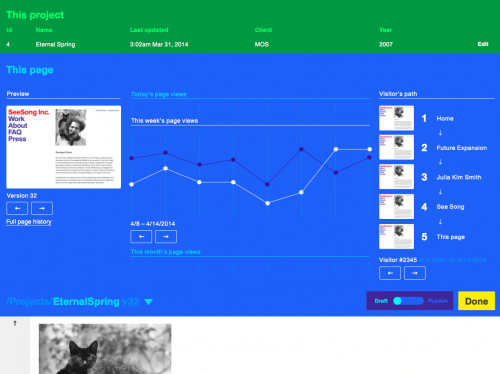 This project
Id Name Last updated Client Year
4 Eternal Spring 3:02am Mar 31, 2014 MOS 2007 Edit
This page
Preview
Today's page views
Visitor's path
SeeSong Inc.
Work
About
FAQ
Press
This week's page views
1 Home
↓
2 Future Expansion
↓
3 Julia Kim Smith
↓
4 See Song
↓
5 This page
Version 32
← →
Full page history
4/8 – 4/14/2014
← →
This month's page views
Visitor #2345
← →
/Projects/EternalSpring v32 ▼
Draft Publish
Done
↑